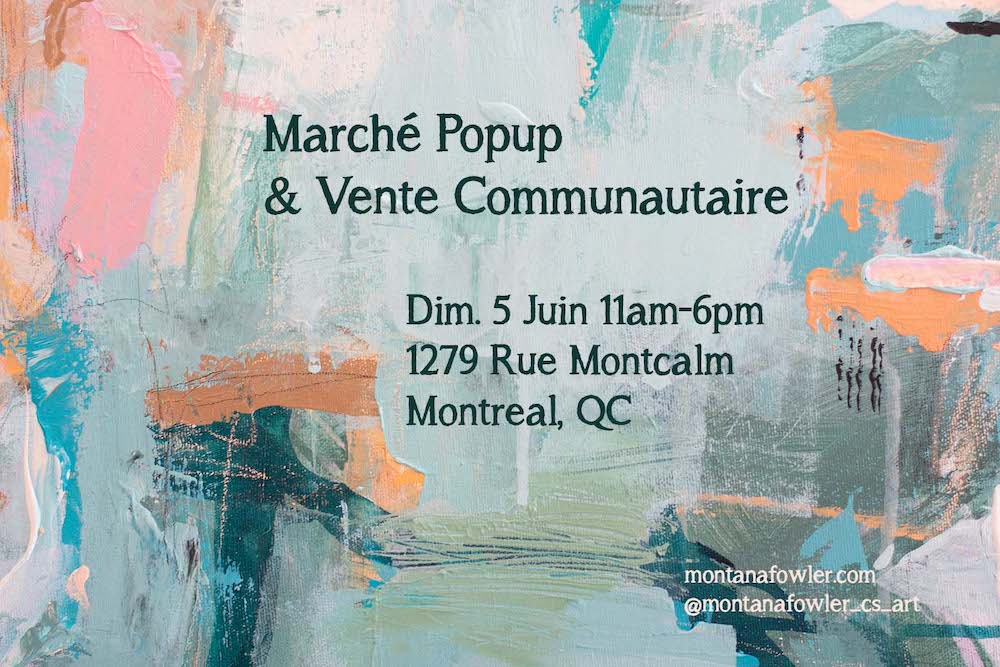 Marché Popup
& Vente Communautaire
Dim. 5 Juin 11am-6pm
1279 Rue Montcalm
Montreal, QC
montanafowler.com
@montanafowler_cs_art